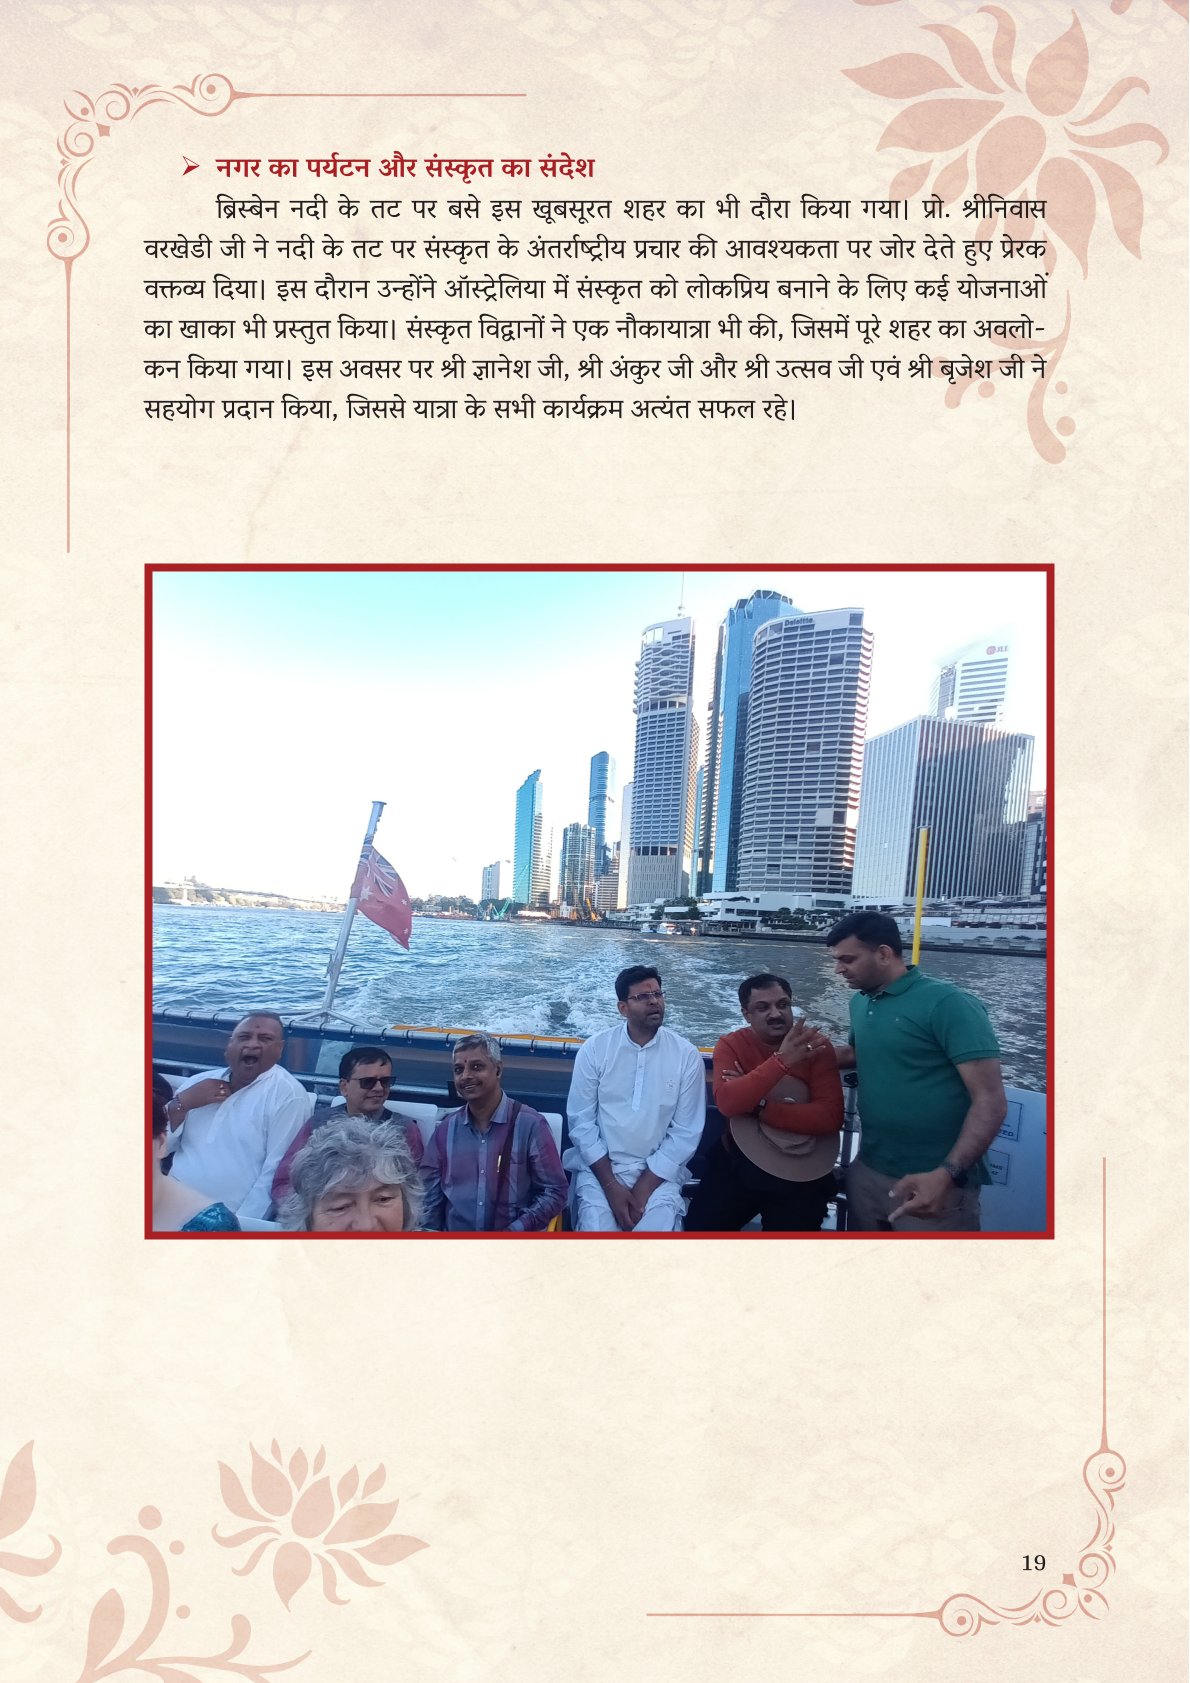 ➢ नगर का पर्यटन और संस्कृत का संदेश
ब्रिस्बेन नदी के तट पर बसे इस खूबसूरत शहर का भी दौरा किया गया। प्रो. श्रीनिवास
वरखेडी जी ने नदी के तट पर संस्कृत के अंतर्राष्ट्रीय प्रचार की आवश्यकता पर जोर देते हुए प्रेरक
वक्तव्य दिया। इस दौरान उन्होंने ऑस्ट्रेलिया में संस्कृत को लोकप्रिय बनाने के लिए कई योजनाओं
का खाका भी प्रस्तुत किया। संस्कृत विद्वानों ने एक नौकायात्रा भी की, जिसमें पूरे शहर का अवलो-
कन किया गया। इस अवसर पर श्री ज्ञानेश जी, श्री अंकुर जी और श्री उत्सव जी एवं श्री बृजेश जी ने
सहयोग प्रदान किया, जिससे यात्रा के सभी कार्यक्रम अत्यंत सफल रहे।
Deloitte
JLL
19